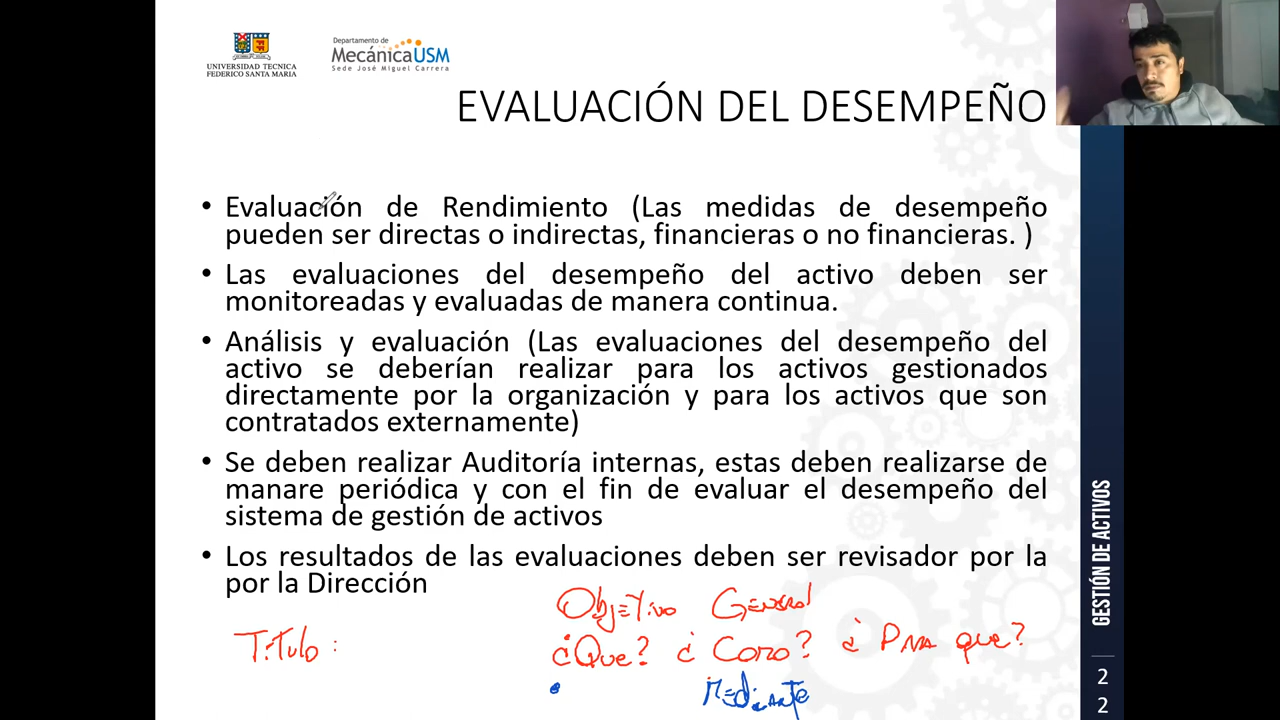 UNIVERSIDAD TECNICA
FEDERICO SANTA MARIA
Departamento de
MecánicaUSM
Sede José Miguel Carrera
EVALUACIÓN DEL DESEMPEÑO
• Evaluación de Rendimiento (Las medidas de desempeño
pueden ser directas o indirectas, financieras o no financieras. )
• Las evaluaciones del desempeño del activo deben ser
monitoreadas y evaluadas de manera continua.
• Análisis y evaluación (Las evaluaciones del desempeño del
activo se deberían realizar para los activos gestionados
directamente por la organización y para los activos que son
contratados externamente)
• Se deben realizar Auditoría internas, estas deben realizarse de
manare periódica y con el fin de evaluar el desempeño del
sistema de gestión de activos
• Los resultados de las evaluaciones deben ser revisador por la
por la Dirección
Objetivo General
Titulo :
¿Que? ¿Como? ¿Para que?
Mediante
GESTIÓN DE ACTIVOS
2
2